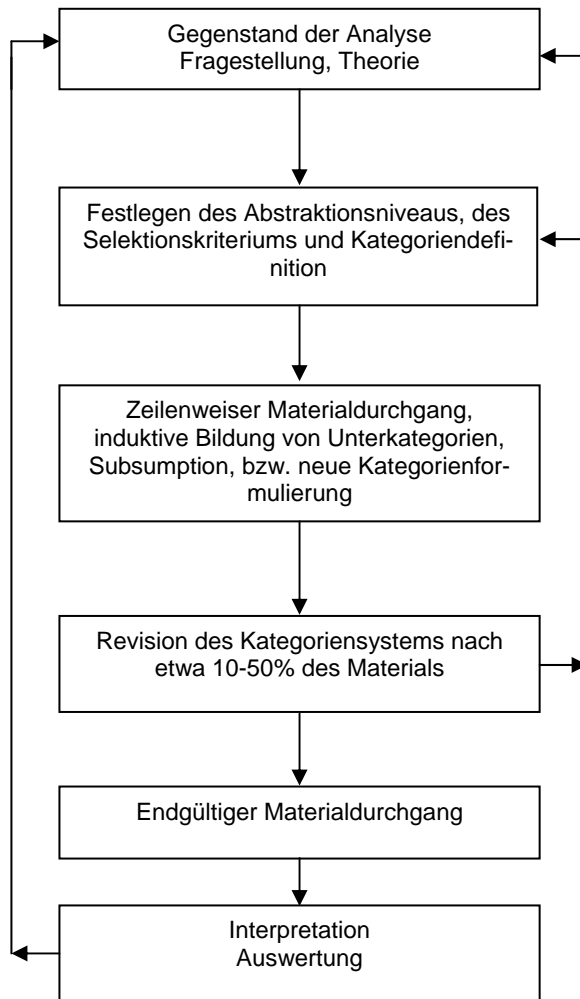 Gegenstand der Analyse
Fragestellung, Theorie
Festlegen des Abstraktionsniveaus, des
Selektionskriteriums und Kategoriendefi-
nition
Zeilenweiser Materialdurchgang,
induktive Bildung von Unterkategorien,
Subsumption, bzw. neue Kategorienfor-
mulierung
Revision des Kategoriensystems nach
etwa 10-50% des Materials
Endgültiger Materialdurchgang
Interpretation
Auswertung